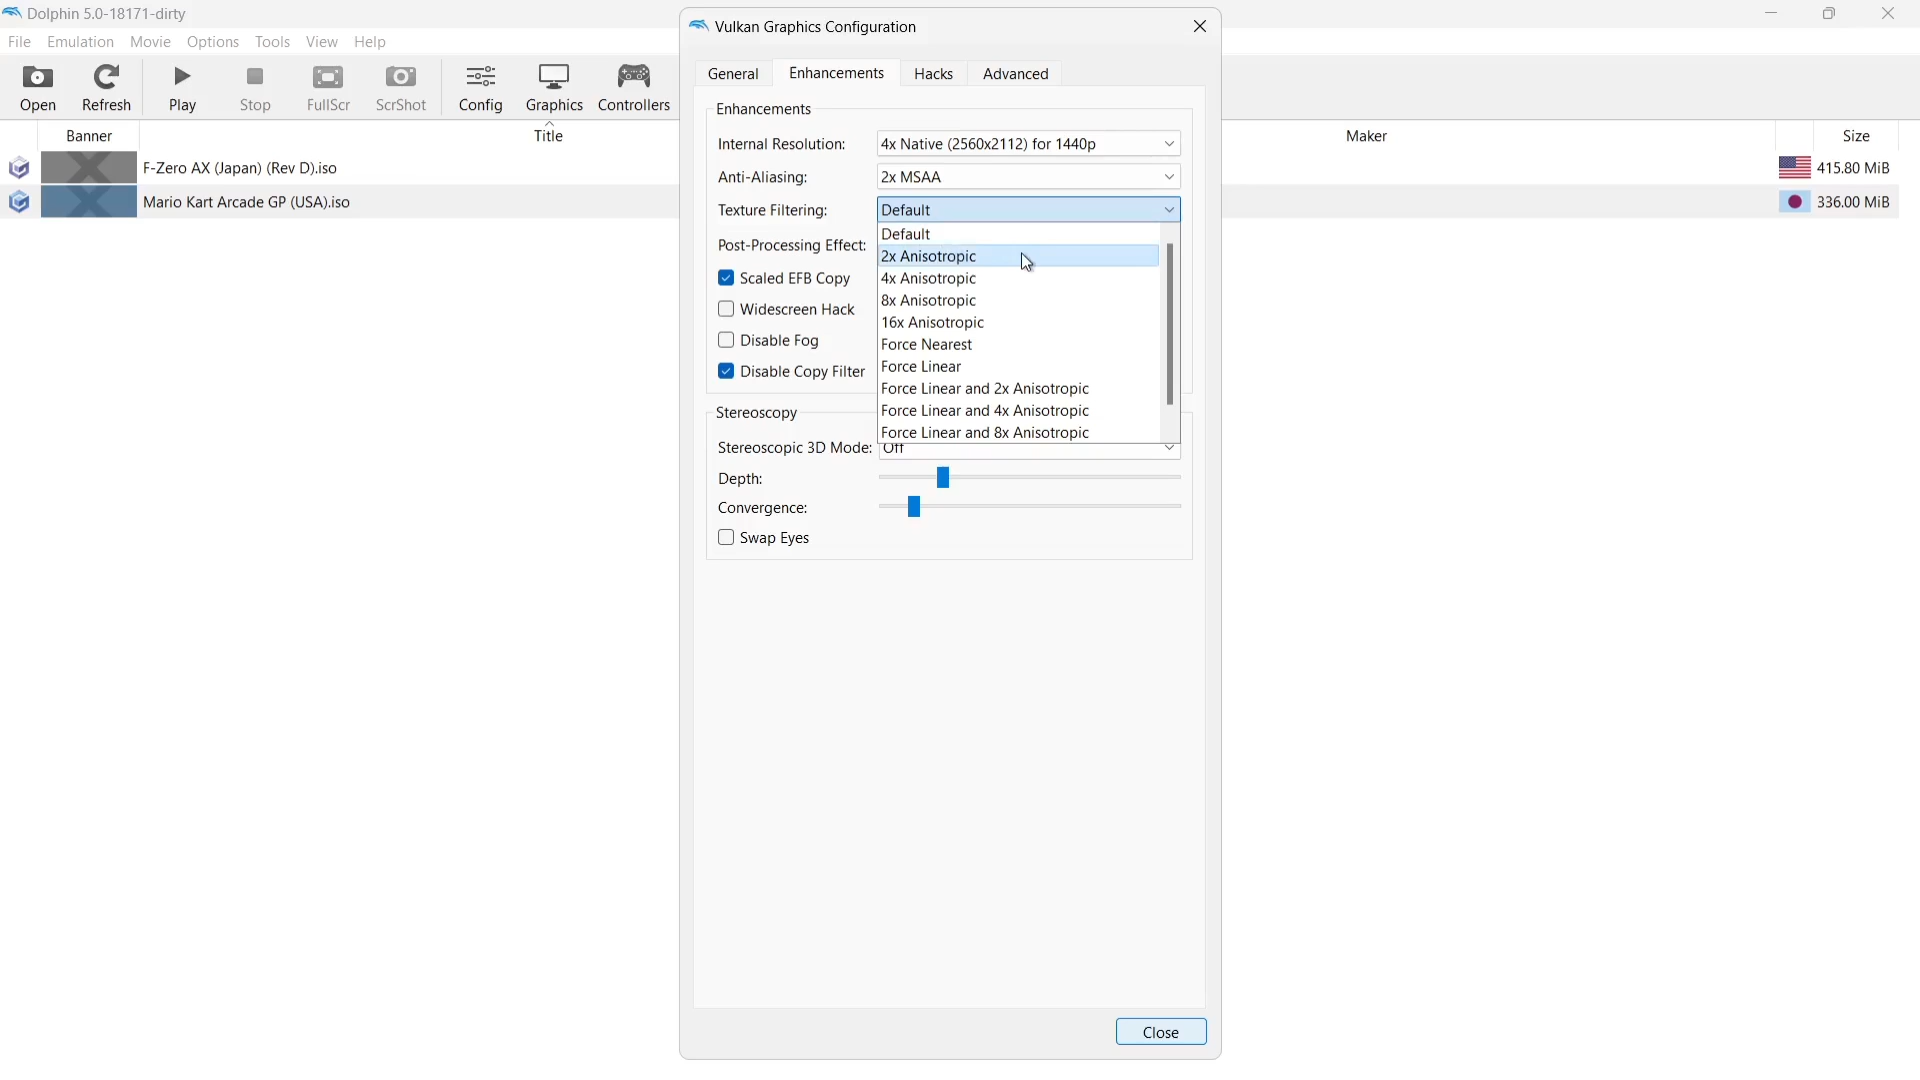 Dolphin 5.0-18171-dirty
File Emulation Movie Options Tools View Help
Open Refresh Play Stop FullScr ScrShot Config Graphics Controllers
Banner Title Maker Size
F-Zero AX (Japan) (Rev D).iso 415.80 MiB
Mario Kart Arcade GP (USA).iso 336.00 MiB
Vulkan Graphics Configuration
General Enhancements Hacks Advanced
Enhancements
Internal Resolution: 4x Native (2560x2112) for 1440p
Anti-Aliasing: 2x MSAA
Texture Filtering: Default
Default
Post-Processing Effect:
2x Anisotropic
Scaled EFB Copy 4x Anisotropic
8x Anisotropic
Widescreen Hack
16x Anisotropic
Disable Fog Force Nearest
Disable Copy Filter Force Linear
Force Linear and 2x Anisotropic
Force Linear and 4x Anisotropic
Stereoscopy
Force Linear and 8x Anisotropic
Stereoscopic 3D Mode: Off
Depth:
Convergence:
Swap Eyes
Close